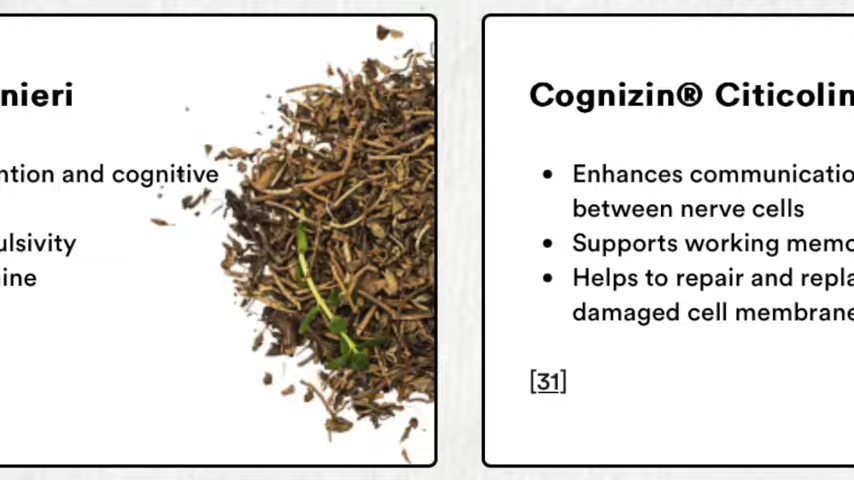 nieri
ntion and cognitive
ulsivity
ine
Cognizin® Citicolin
Enhances communicatio
between nerve cells
Supports working memo
Helps to repair and repla
damaged cell membrane
[31]